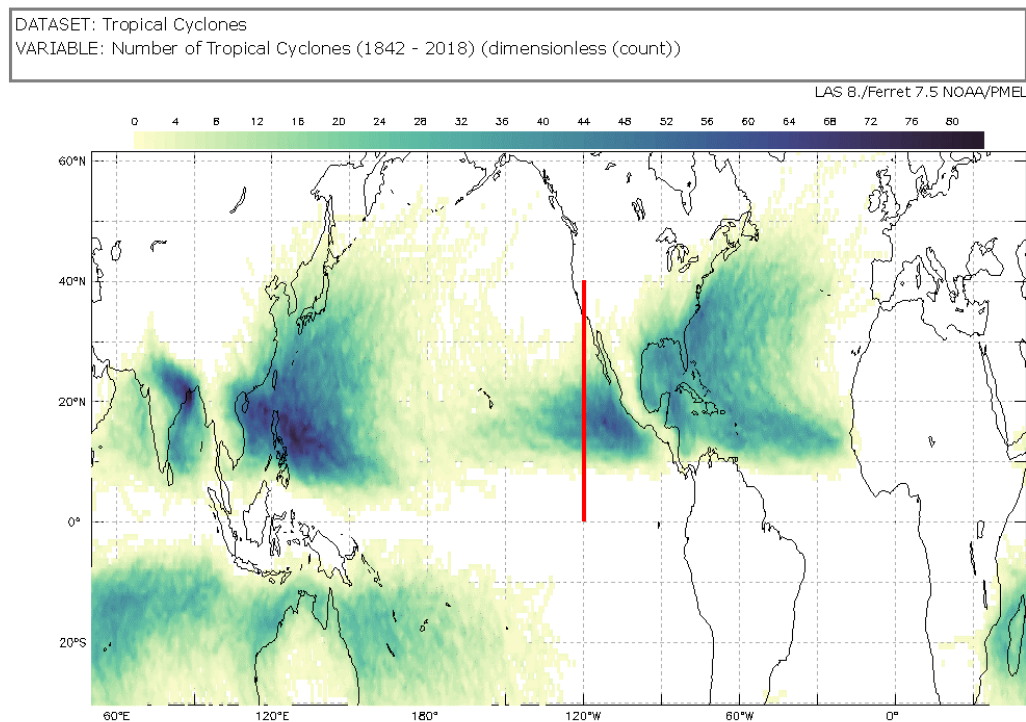 DATASET: Tropical Cyclones
VARIABLE: Number of Tropical Cyclones (1842 - 2018) (dimensionless (count))
LAS 8./Ferret 7.5 NOAA/PMEL
0 4 8 12 16 20 24 28 32 36 40 44 48 52 56 60 64 68 72 76 80
60°N
40°N
20°N
0°
20°S
60°E 120°E 180° 120°W 60°W 0°